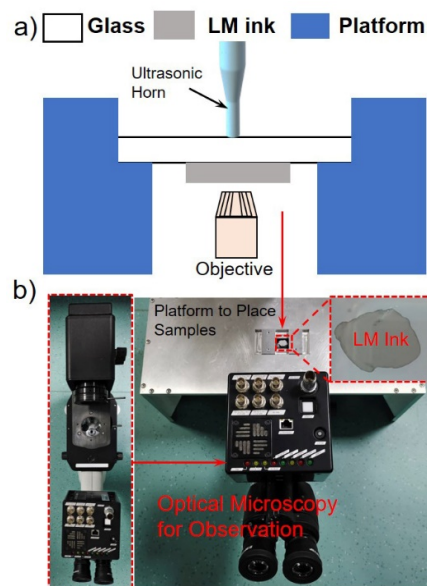 a) Glass LM ink Platform
Ultrasonic
Horn
Objective
b)
Platform to Place
Samples
LM Ink
Optical Microscopy
for Observation